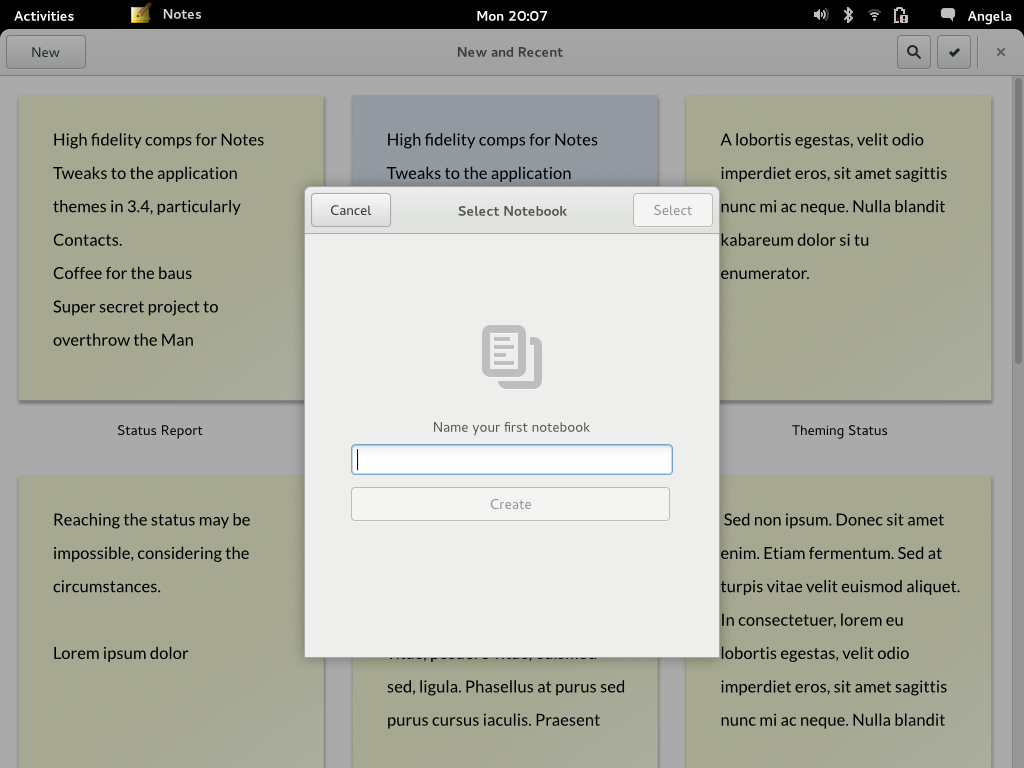 Activities
Notes
Mon 20:07
Angela
New
New and Recent
High fidelity comps for Notes
Tweaks to the application
themes in 3.4, particularly
Contacts.
Coffee for the baus
Super secret project to
overthrow the Man
Status Report
High fidelity comps for Notes
Tweaks to the application
A lobortis egestas, velit odio
imperdiet eros, sit amet sagittis
nunc mi ac neque. Nulla blandit
kabareum dolor si tu
enumerator.
Theming Status
Cancel
Select Notebook
Select
Name your first notebook
Create
Reaching the status may be
impossible, considering the
circumstances.
Lorem ipsum dolor
sed, ligula. Phasellus at purus sed
purus cursus iaculis. Praesent
Sed non ipsum. Donec sit amet
enim. Etiam fermentum. Sed at
turpis vitae velit euismod aliquet.
In consectetuer, lorem eu
lobortis egestas, velit odio
imperdiet eros, sit amet sagittis
nunc mi ac neque. Nulla blandit